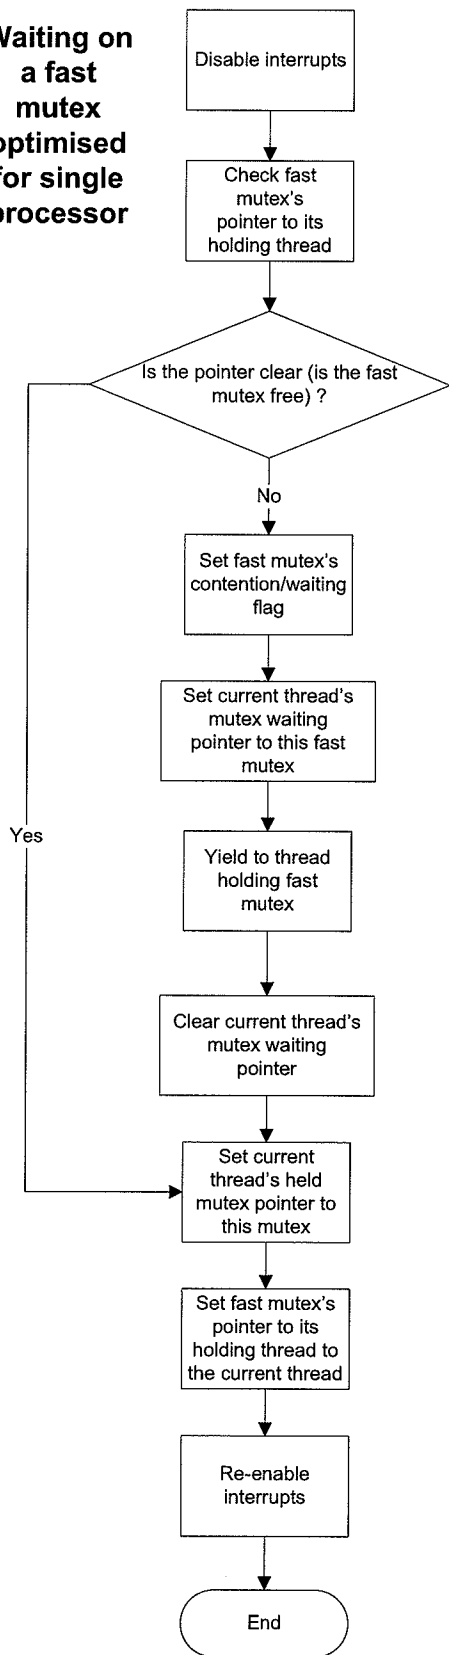 Waiting on
a fast
mutex
optimised
for single
processor
Disable interrupts
Check fast
mutex's
pointer to its
holding thread
Is the pointer clear (is the fast
mutex free) ?
No
Set fast mutex's
contention/waiting
flag
Set current thread's
mutex waiting
pointer to this fast
mutex
Yes
Yield to thread
holding fast
mutex
Clear current thread's
mutex waiting
pointer
Set current
thread's held
mutex pointer to
this mutex
Set fast mutex's
pointer to its
holding thread to
the current thread
Re-enable
interrupts
End